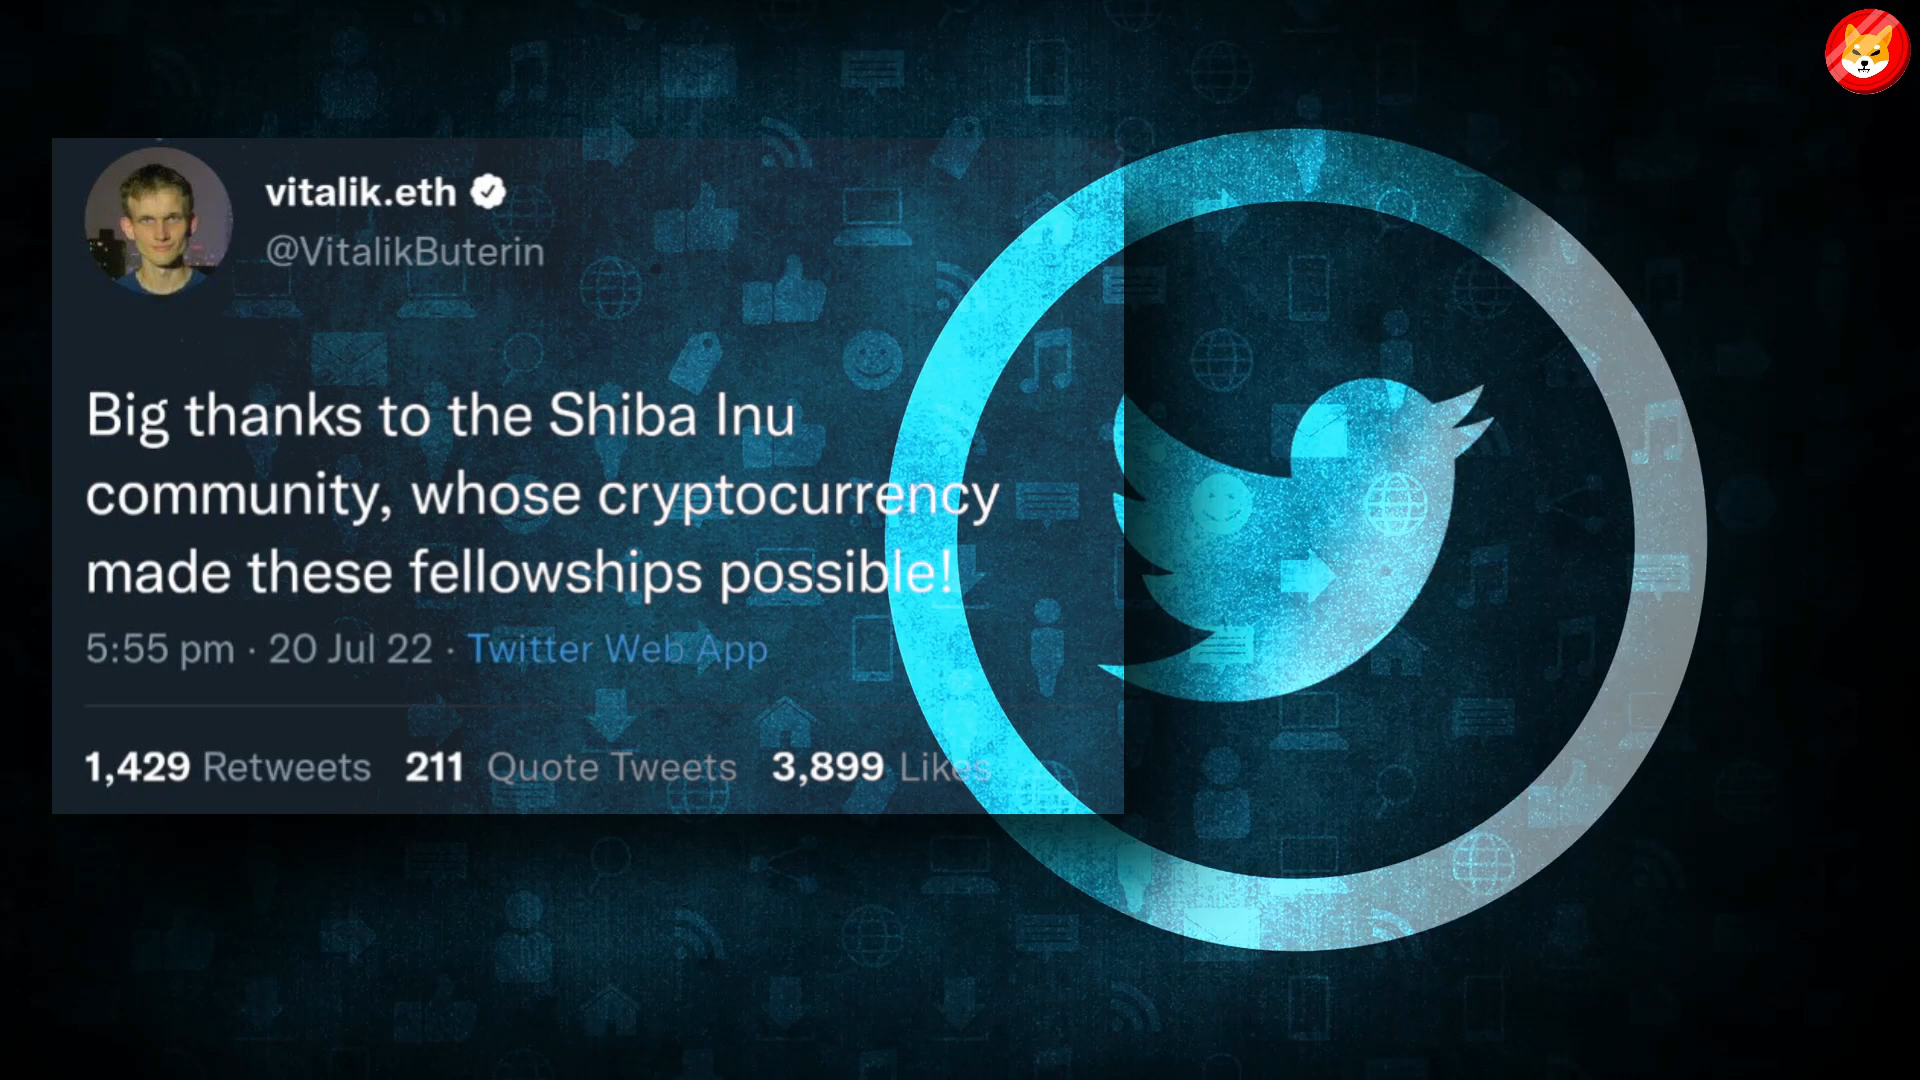 vitalik.eth
@VitalikButerin
Big thanks to the Shiba Inu
community, whose cryptocurrency
made these fellowships possible!
5:55 pm · 20 Jul 22 · Twitter Web App
1,429 Retweets 211 Quote Tweets 3,899 Likes